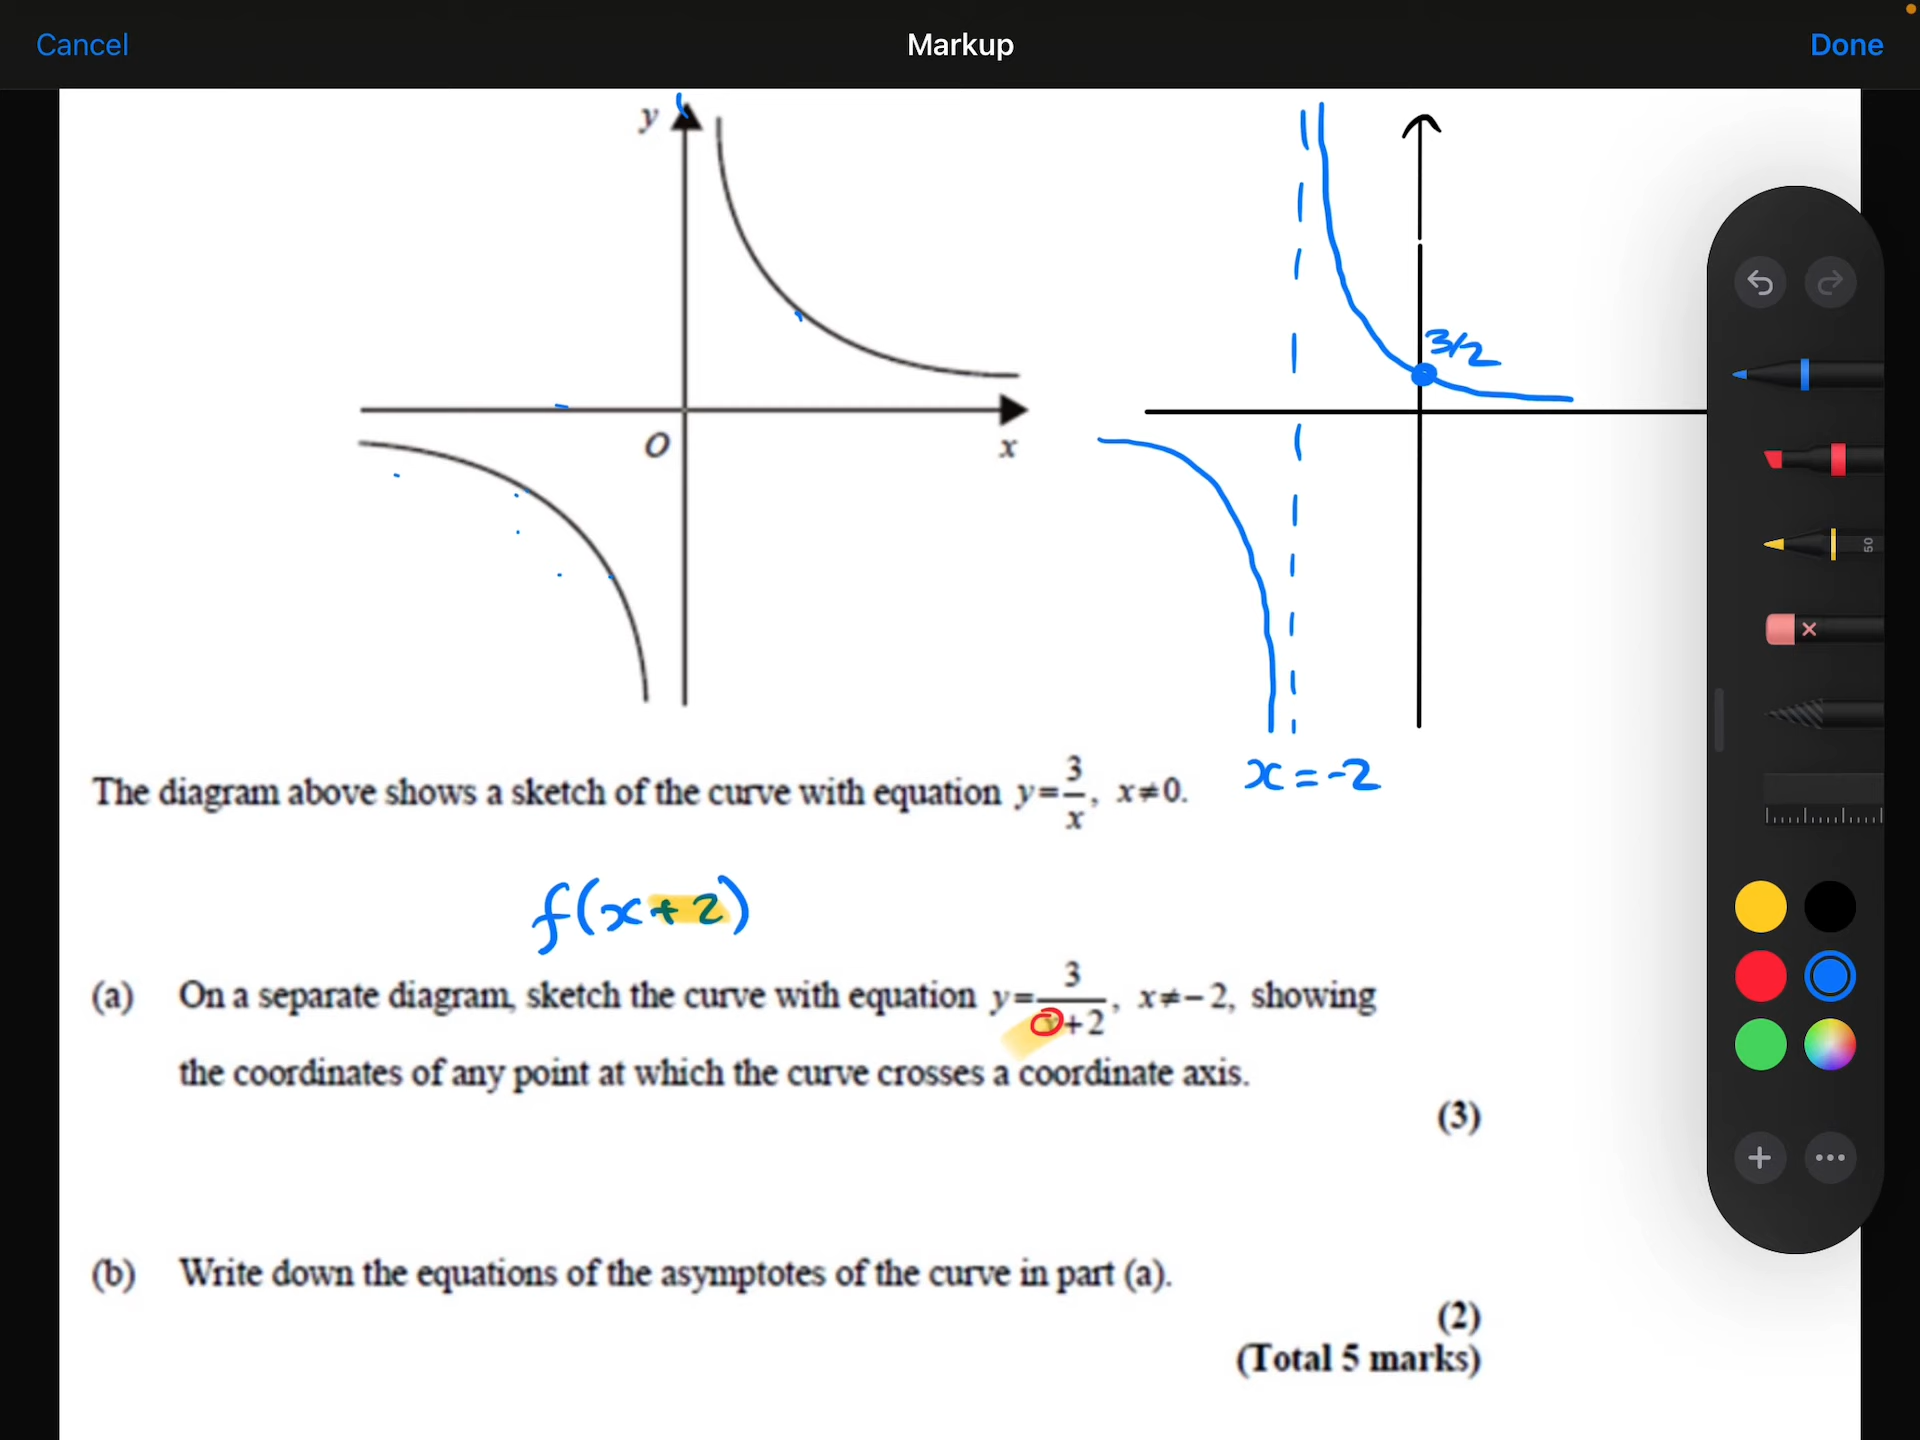 Cancel
Markup
Done
y
3/2
O
x
50
The diagram above shows a sketch of the curve with equation y=3/x, x≠0.
x=-2
f(x+2)
(a) On a separate diagram, sketch the curve with equation y=3/0+2, x≠-2, showing
the coordinates of any point at which the curve crosses a coordinate axis.
(3)
(b) Write down the equations of the asymptotes of the curve in part (a).
(2)
(Total 5 marks)